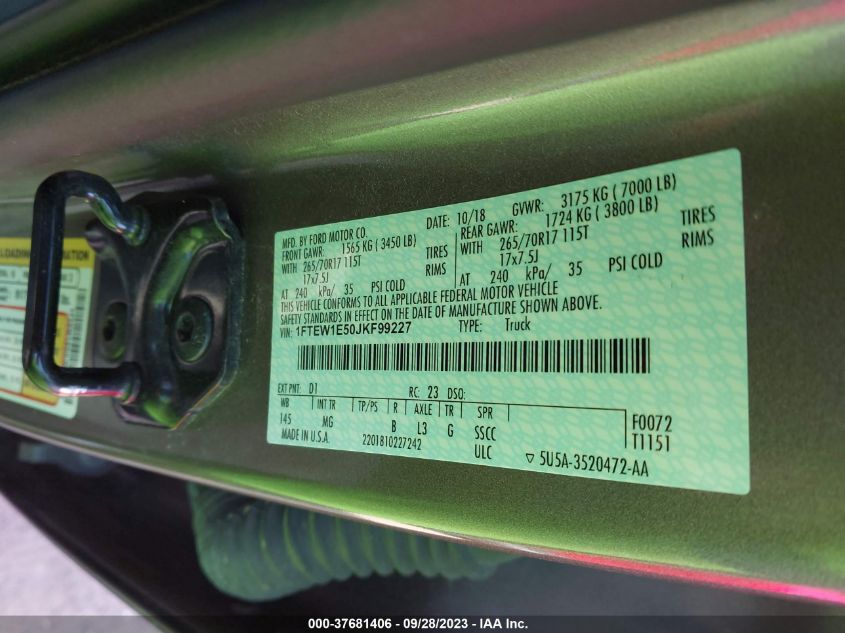 LOADING
MFD. BY FORD MOTOR CO.
DATE: 10/18
GVWR: 3175 KG ( 7000 LB)
FRONT GAWR: 1565 KG ( 3450 LB)
REAR GAWR: 1724 KG ( 3800 LB)
WITH 265/70R17 115T TIRES
WITH 265/70R17 115T TIRES
17x7.5J RIMS
17x7.5J RIMS
AT 240 kPa/ 35 PSI COLD
AT 240 kPa/ 35 PSI COLD
THIS VEHICLE CONFORMS TO ALL APPLICABLE FEDERAL MOTOR VEHICLE
SAFETY STANDARDS IN EFFECT ON THE DATE OF MANUFACTURE SHOWN ABOVE.
VIN: 1FTEW1E50JKF99227
TYPE: Truck
EXT PNT: D1 RC: 23 DSO:
WB INT TR TP/PS R AXLE TR SPR
145 MG B L3 G SSCC
F0072
T1151
MADE IN U.S.A. 2201810227242 ULC
▽ 5U5A-3520472-AA
000-37681406 / 09/28/2023 - IAA Inc.